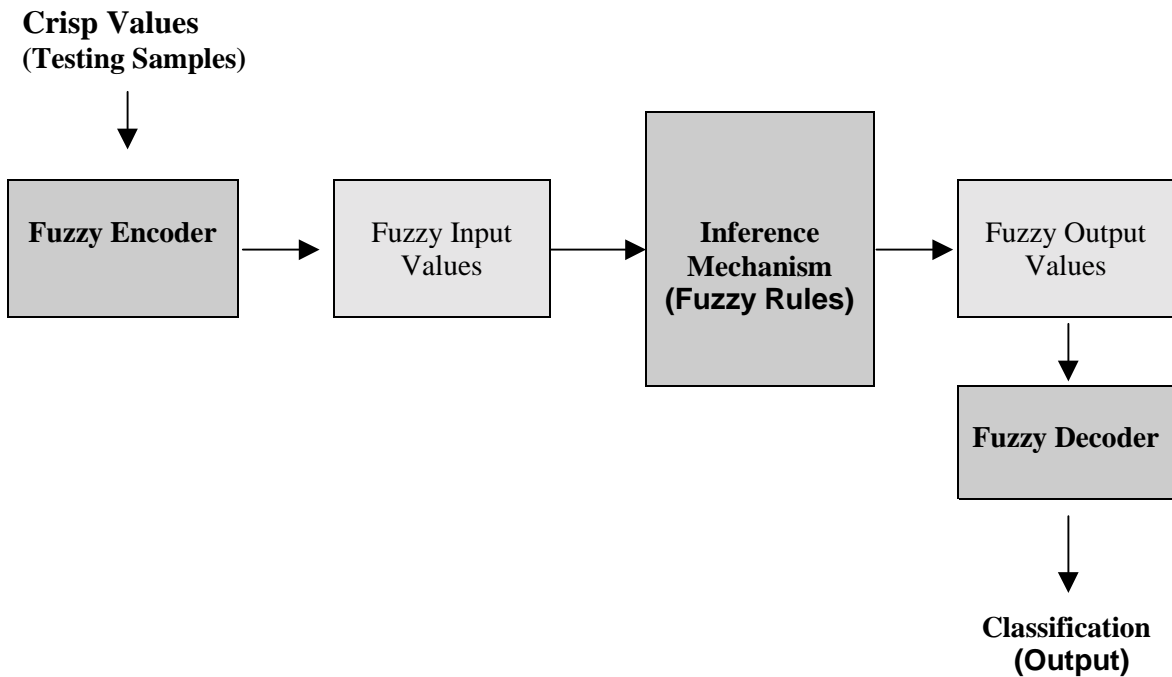 Crisp Values
(Testing Samples)
Fuzzy Encoder
Fuzzy Input
Values
Inference
Mechanism
(Fuzzy Rules)
Fuzzy Output
Values
Fuzzy Decoder
Classification
(Output)